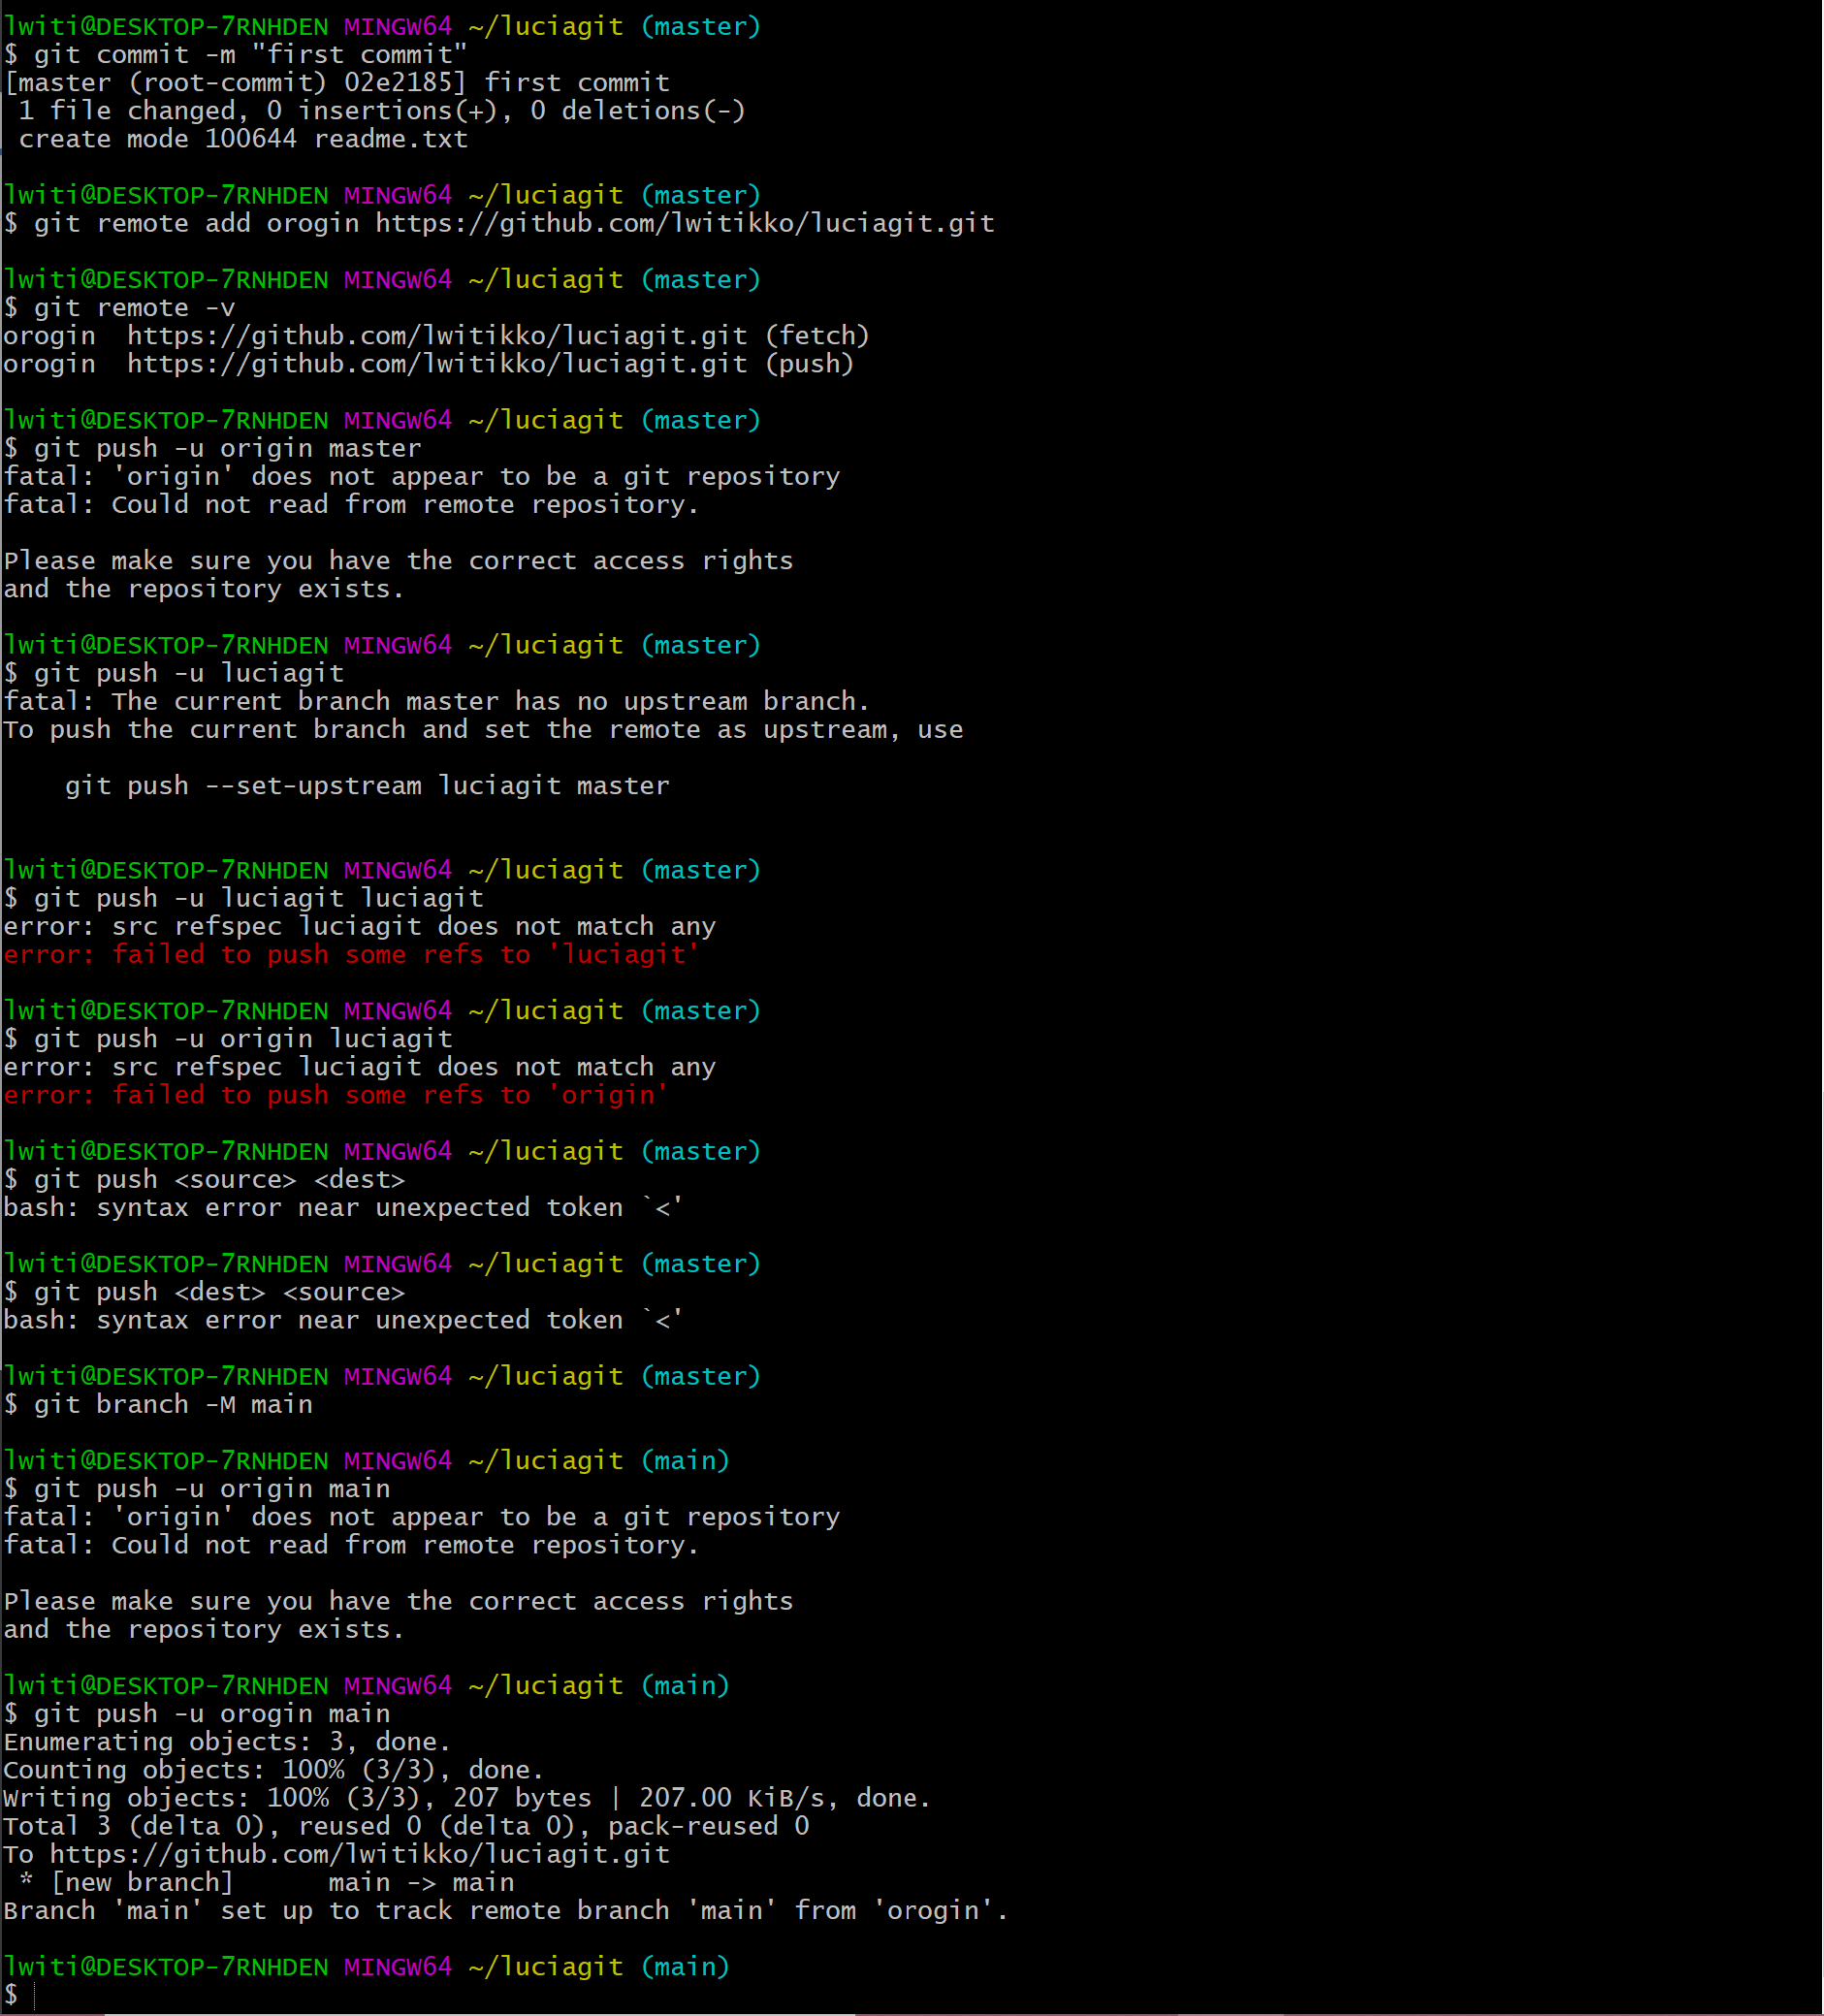 lwiti@DESKTOP-7RNHDEN MINGW64 ~/luciagit (master)
$ git commit -m "first commit"
[master (root-commit) 02e2185] first commit
 1 file changed, 0 insertions(+), 0 deletions(-)
 create mode 100644 readme.txt

lwiti@DESKTOP-7RNHDEN MINGW64 ~/luciagit (master)
$ git remote add orogin https://github.com/lwitikko/luciagit.git

lwiti@DESKTOP-7RNHDEN MINGW64 ~/luciagit (master)
$ git remote -v
orogin  https://github.com/lwitikko/luciagit.git (fetch)
orogin  https://github.com/lwitikko/luciagit.git (push)

lwiti@DESKTOP-7RNHDEN MINGW64 ~/luciagit (master)
$ git push -u origin master
fatal: 'origin' does not appear to be a git repository
fatal: Could not read from remote repository.

Please make sure you have the correct access rights
and the repository exists.

lwiti@DESKTOP-7RNHDEN MINGW64 ~/luciagit (master)
$ git push -u luciagit
fatal: The current branch master has no upstream branch.
To push the current branch and set the remote as upstream, use

    git push --set-upstream luciagit master


lwiti@DESKTOP-7RNHDEN MINGW64 ~/luciagit (master)
$ git push -u luciagit luciagit
error: src refspec luciagit does not match any
error: failed to push some refs to 'luciagit'

lwiti@DESKTOP-7RNHDEN MINGW64 ~/luciagit (master)
$ git push -u origin luciagit
error: src refspec luciagit does not match any
error: failed to push some refs to 'origin'

lwiti@DESKTOP-7RNHDEN MINGW64 ~/luciagit (master)
$ git push <source> <dest>
bash: syntax error near unexpected token `<'

lwiti@DESKTOP-7RNHDEN MINGW64 ~/luciagit (master)
$ git push <dest> <source>
bash: syntax error near unexpected token `<'

lwiti@DESKTOP-7RNHDEN MINGW64 ~/luciagit (master)
$ git branch -M main

lwiti@DESKTOP-7RNHDEN MINGW64 ~/luciagit (main)
$ git push -u origin main
fatal: 'origin' does not appear to be a git repository
fatal: Could not read from remote repository.

Please make sure you have the correct access rights
and the repository exists.

lwiti@DESKTOP-7RNHDEN MINGW64 ~/luciagit (main)
$ git push -u orogin main
Enumerating objects: 3, done.
Counting objects: 100% (3/3), done.
Writing objects: 100% (3/3), 207 bytes | 207.00 KiB/s, done.
Total 3 (delta 0), reused 0 (delta 0), pack-reused 0
To https://github.com/lwitikko/luciagit.git
 * [new branch]      main -> main
Branch 'main' set up to track remote branch 'main' from 'orogin'.

lwiti@DESKTOP-7RNHDEN MINGW64 ~/luciagit (main)
$